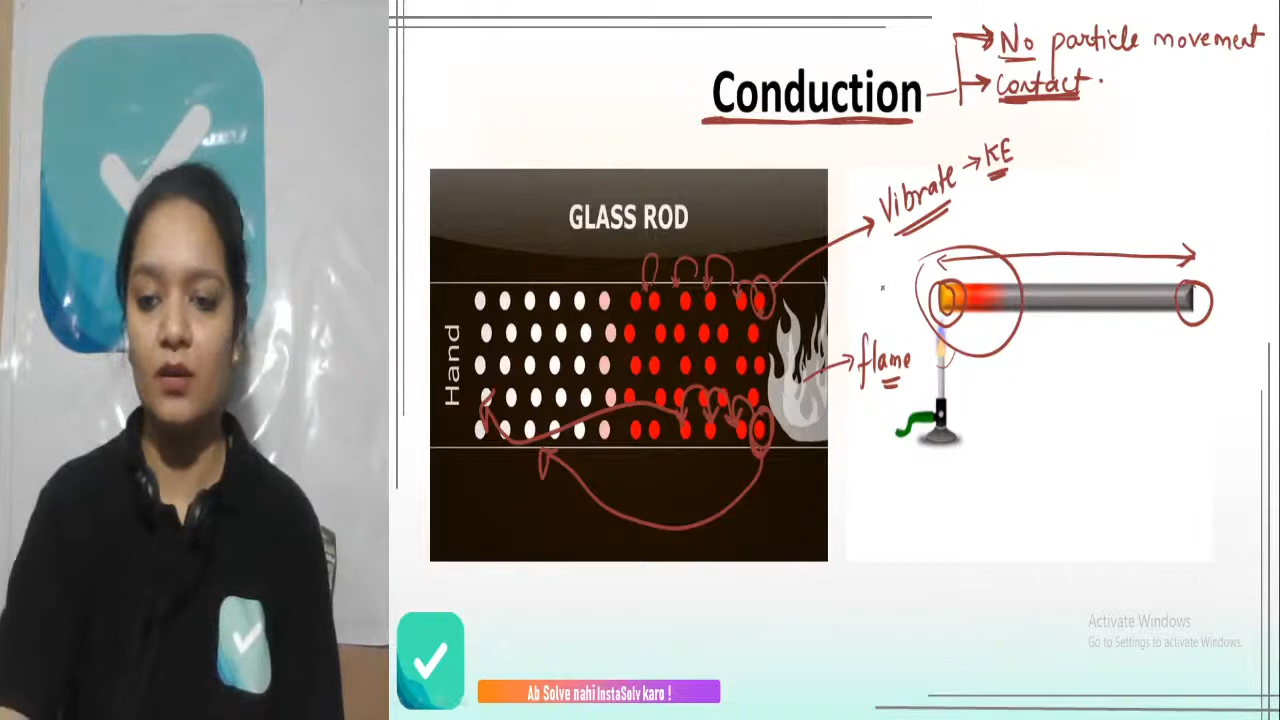 No particle movement
Conduction
Contact.
Vibrate → KE
GLASS ROD
Hand
flame
Activate Windows
Go to Settings to activate Windows.
Ab Solve nahi InstaSolv karo !